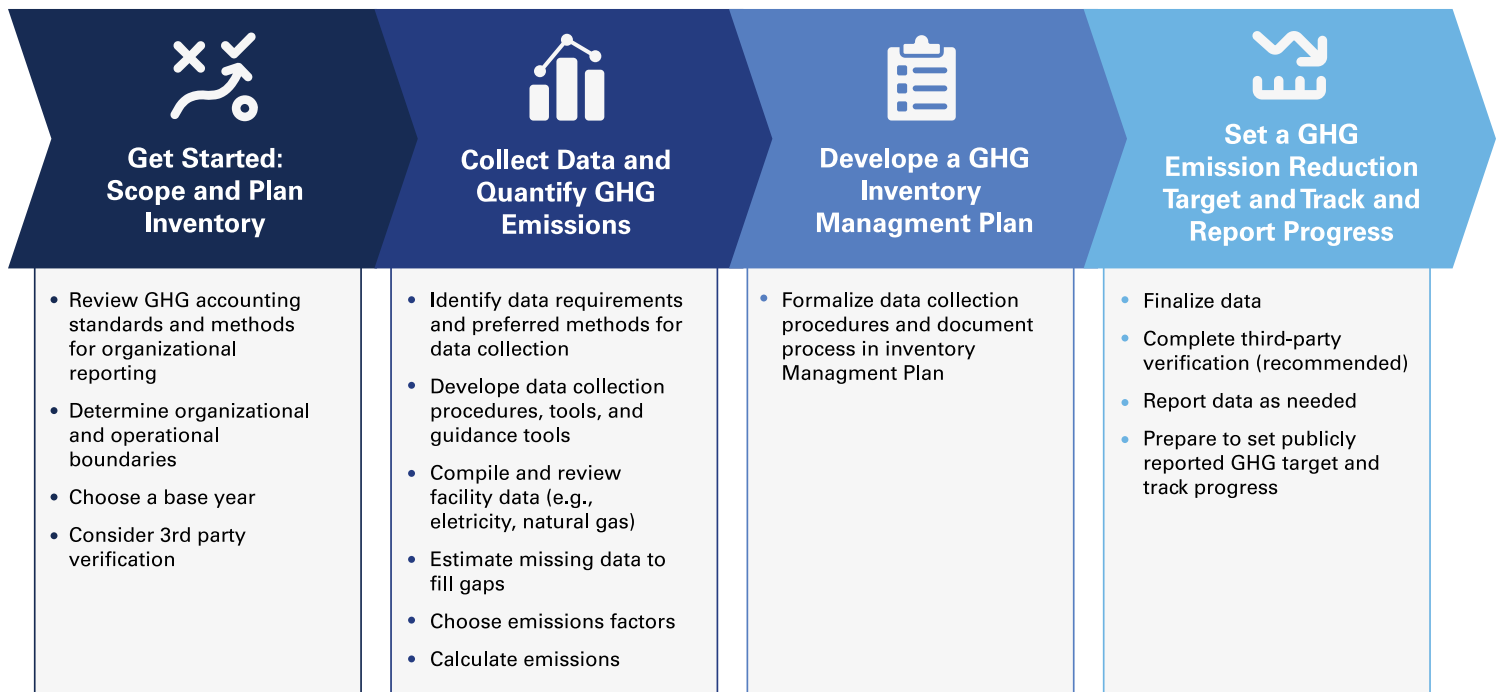 Get Started:
Scope and Plan
Inventory
• Review GHG accounting
standards and methods
for organizational
reporting
• Determine organizational
and operational
boundaries
• Choose a base year
• Consider 3rd party
verification
Collect Data and
Quantify GHG
Emissions
• Identify data requirements
and preferred methods for
data collection
• Develope data collection
procedures, tools, and
guidance tools
• Compile and review
facility data (e.g.,
eletricity, natural gas)
• Estimate missing data to
fill gaps
• Choose emissions factors
• Calculate emissions
Develope a GHG
Inventory
Managment Plan
• Formalize data collection
procedures and document
process in inventory
Managment Plan
Set a GHG
Emission Reduction
Target and Track and
Report Progress
• Finalize data
• Complete third-party
verification (recommended)
• Report data as needed
• Prepare to set publicly
reported GHG target and
track progress